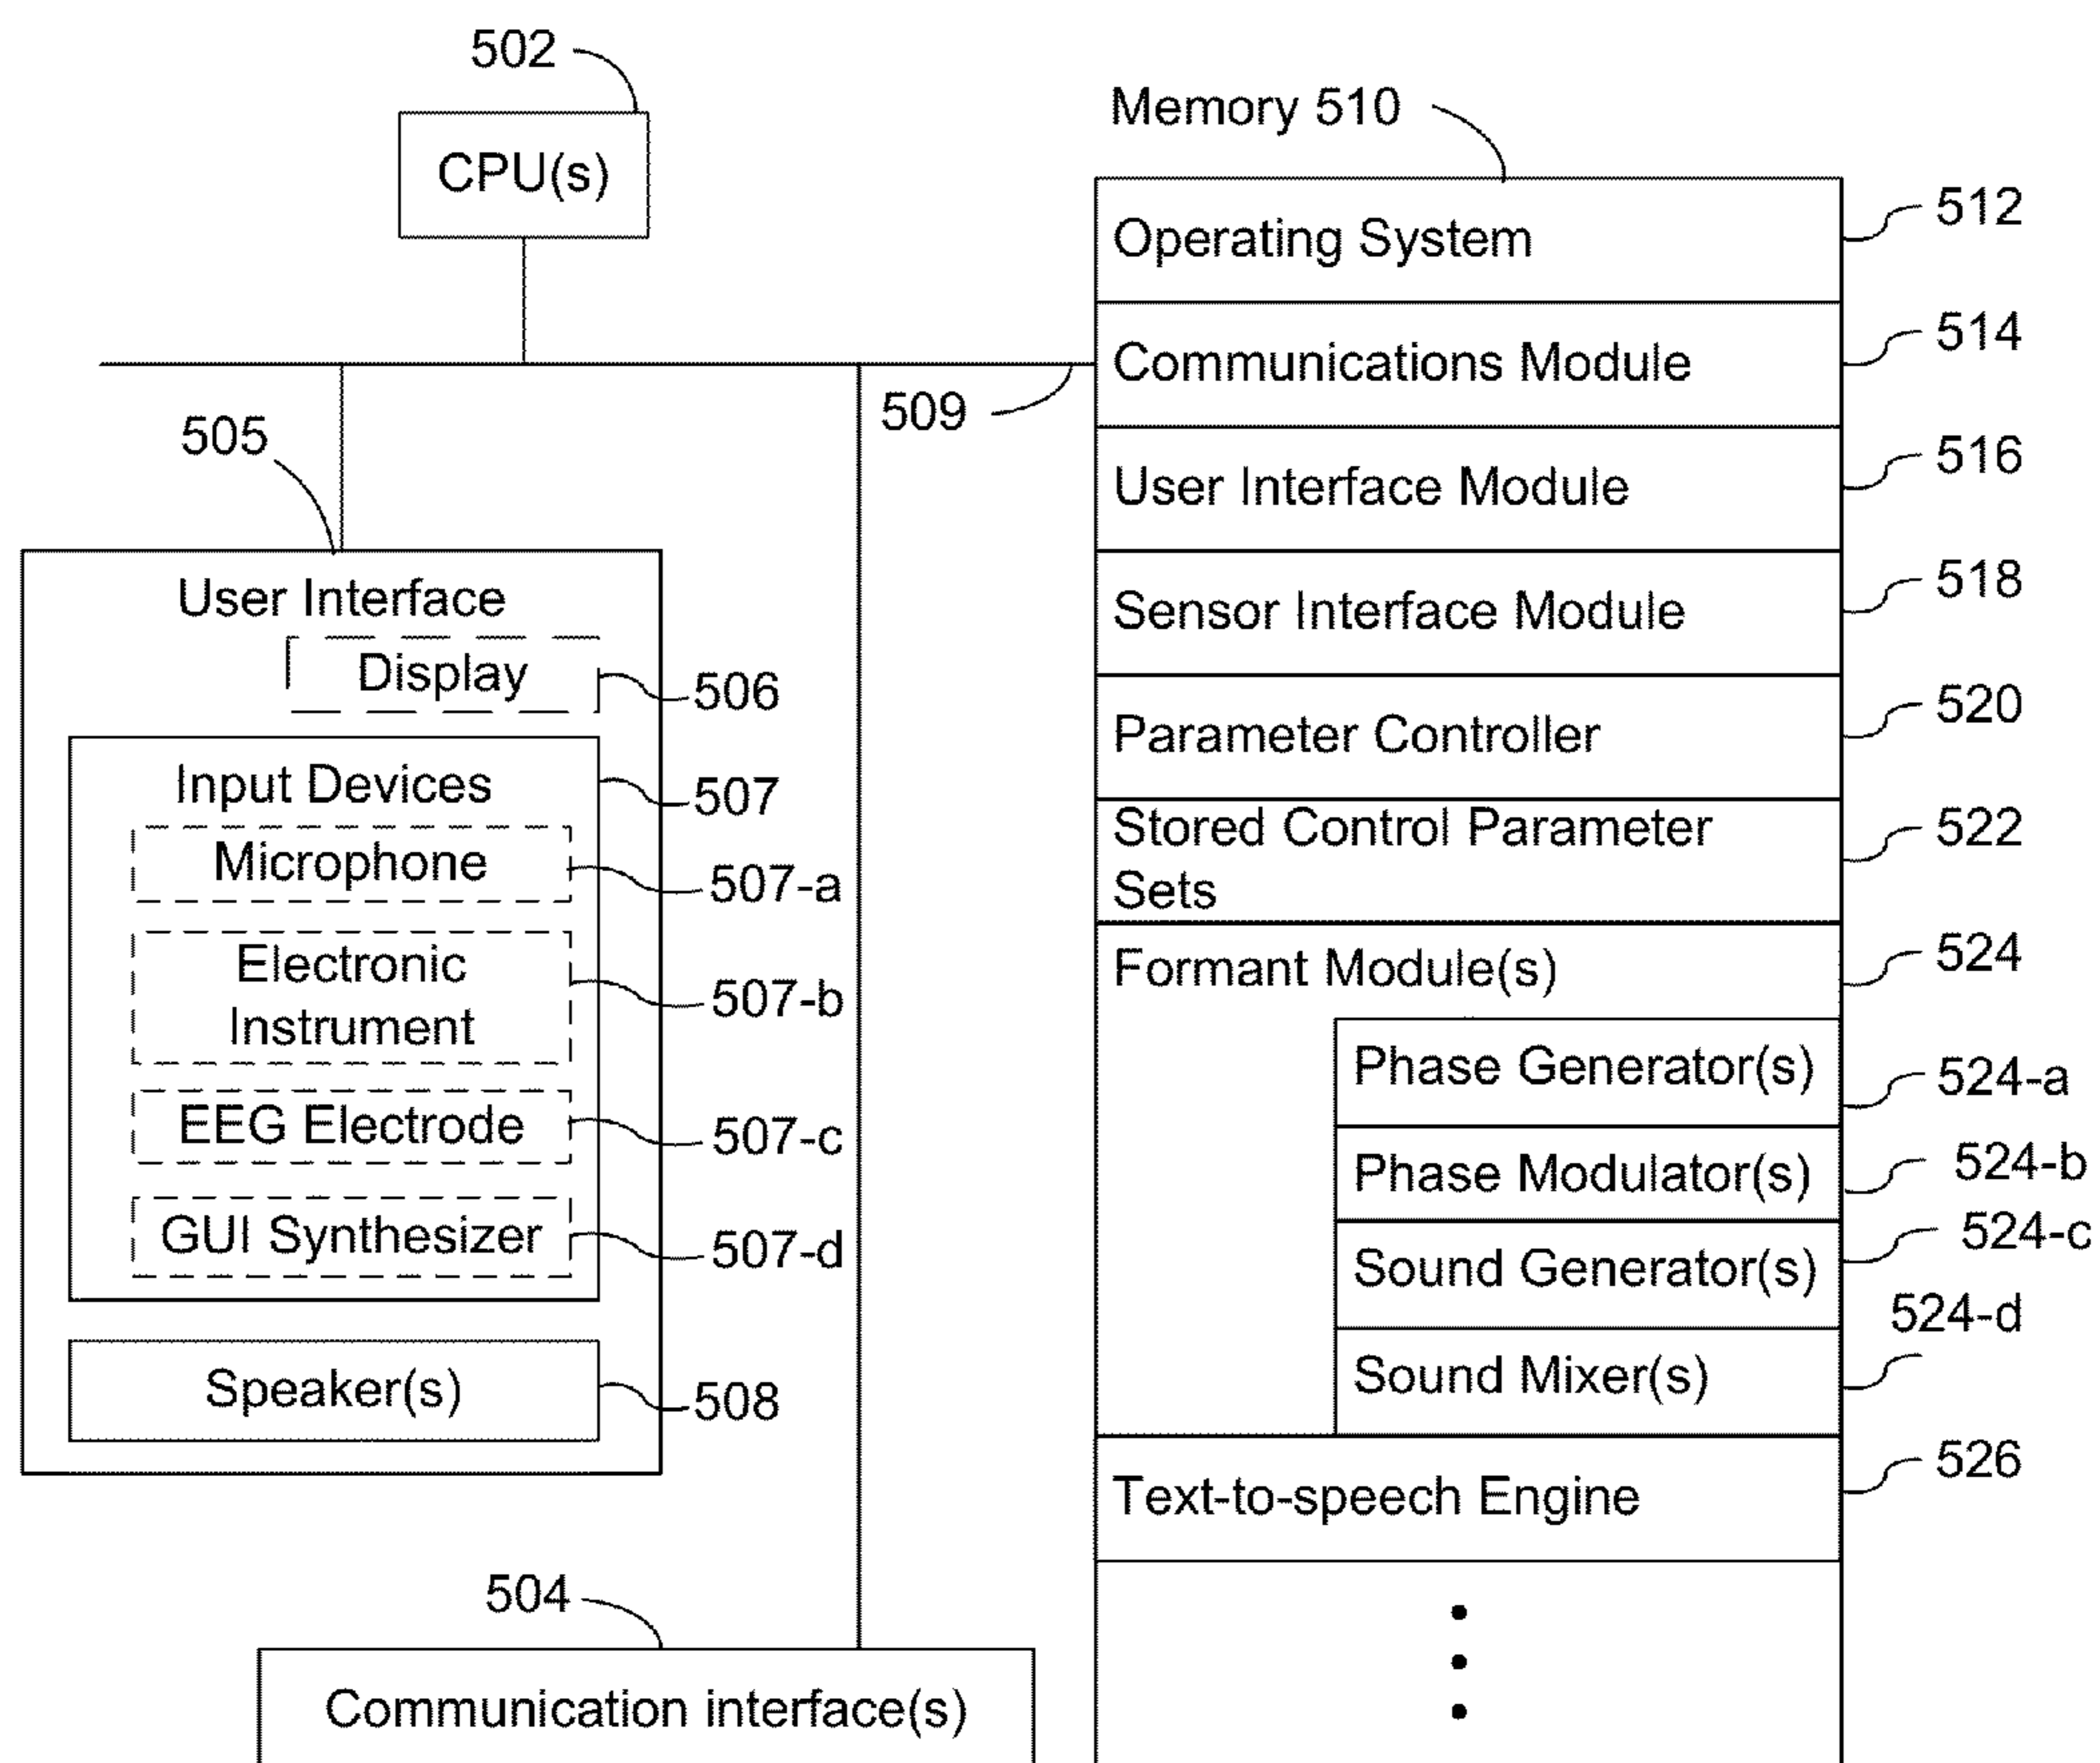 502
CPU(s)
509
505
User Interface
Display
506
Input Devices
507
Microphone
507-a
Electronic
Instrument
507-b
EEG Electrode
507-c
GUI Synthesizer
507-d
Speaker(s)
508
504
Communication interface(s)
Memory 510
Operating System
512
Communications Module
514
User Interface Module
516
Sensor Interface Module
518
Parameter Controller
520
Stored Control Parameter
Sets
522
Formant Module(s)
524
Phase Generator(s)
524-a
Phase Modulator(s)
524-b
Sound Generator(s)
524-c
Sound Mixer(s)
524-d
Text-to-speech Engine
526